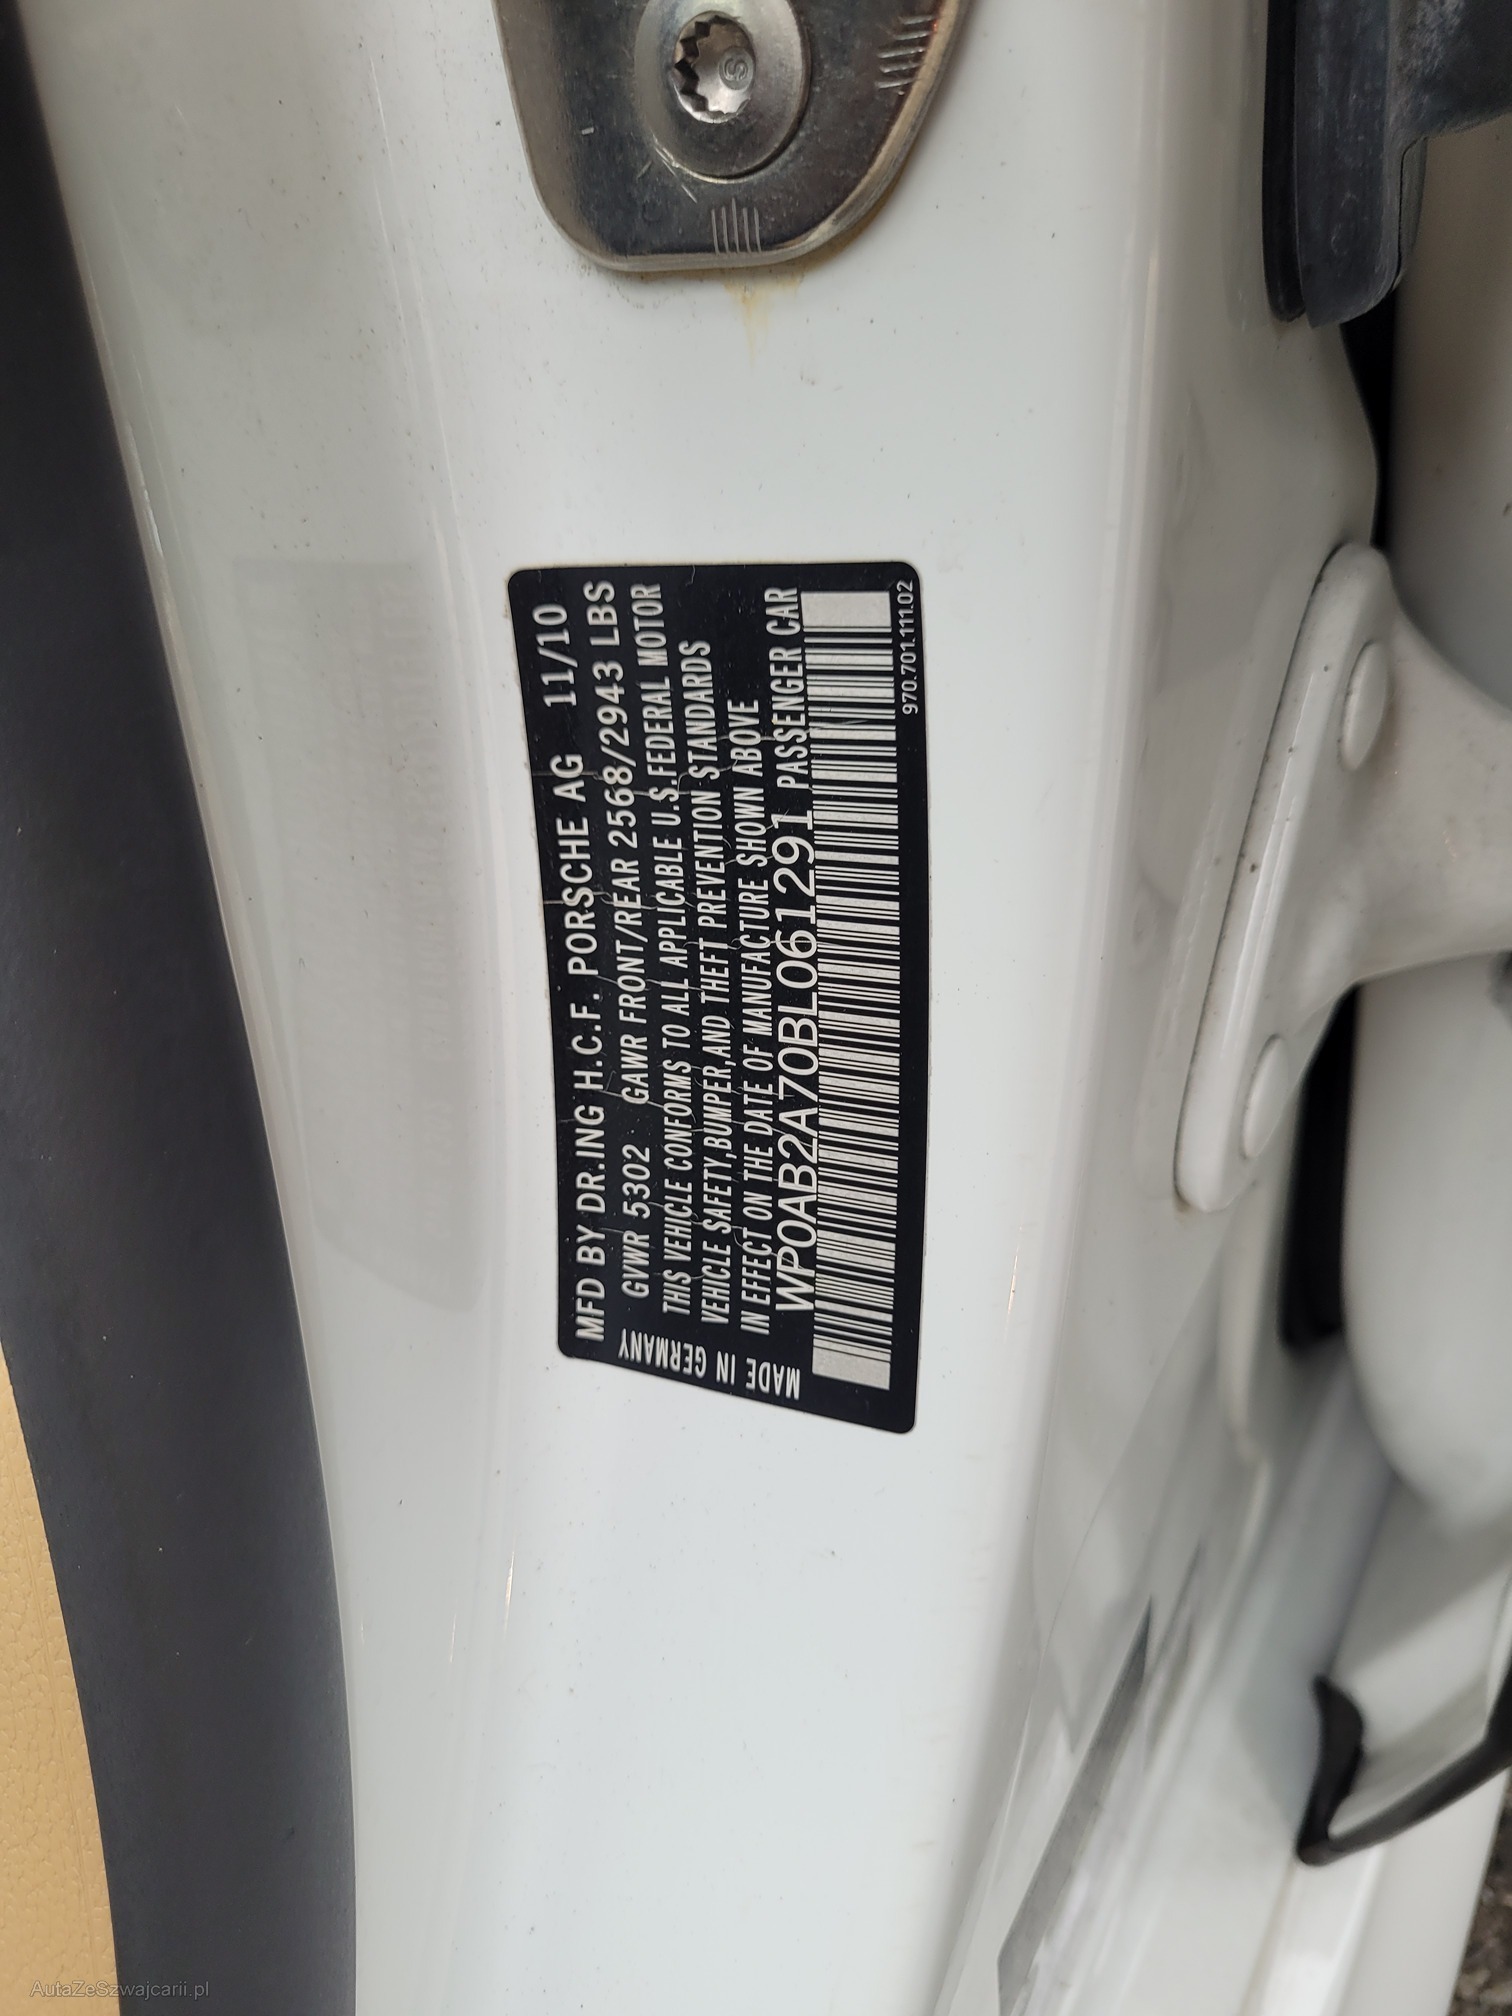 MFD BY DR.ING H.C.F. PORSCHE AG 11/10
GVWR 5302 GAWR FRONT/REAR 2568/2943 LBS
THIS VEHICLE CONFORMS TO ALL APPLICABLE U.S.FEDERAL MOTOR
VEHICLE SAFETY,BUMPER,AND THEFT PREVENTION STANDARDS
IN EFFECT ON THE DATE OF MANUFACTURE SHOWN ABOVE
WP0AB2A70BL061291 PASSENGER CAR
MADE IN GERMANY
970.701.111.02
S
AutaZeSzwajcarii.pl